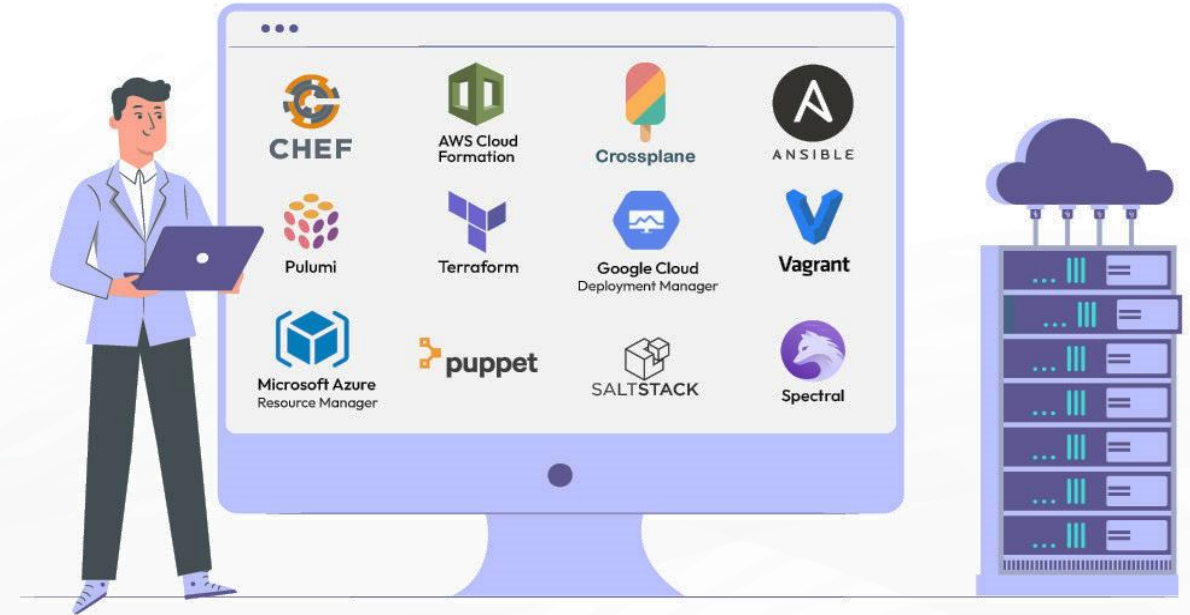 CHEF
AWS Cloud
Formation
Crossplane
ANSIBLE
Pulumi
Terraform
Google Cloud
Deployment Manager
Vagrant
Microsoft Azure
Resource Manager
puppet
SALTSTACK
Spectral